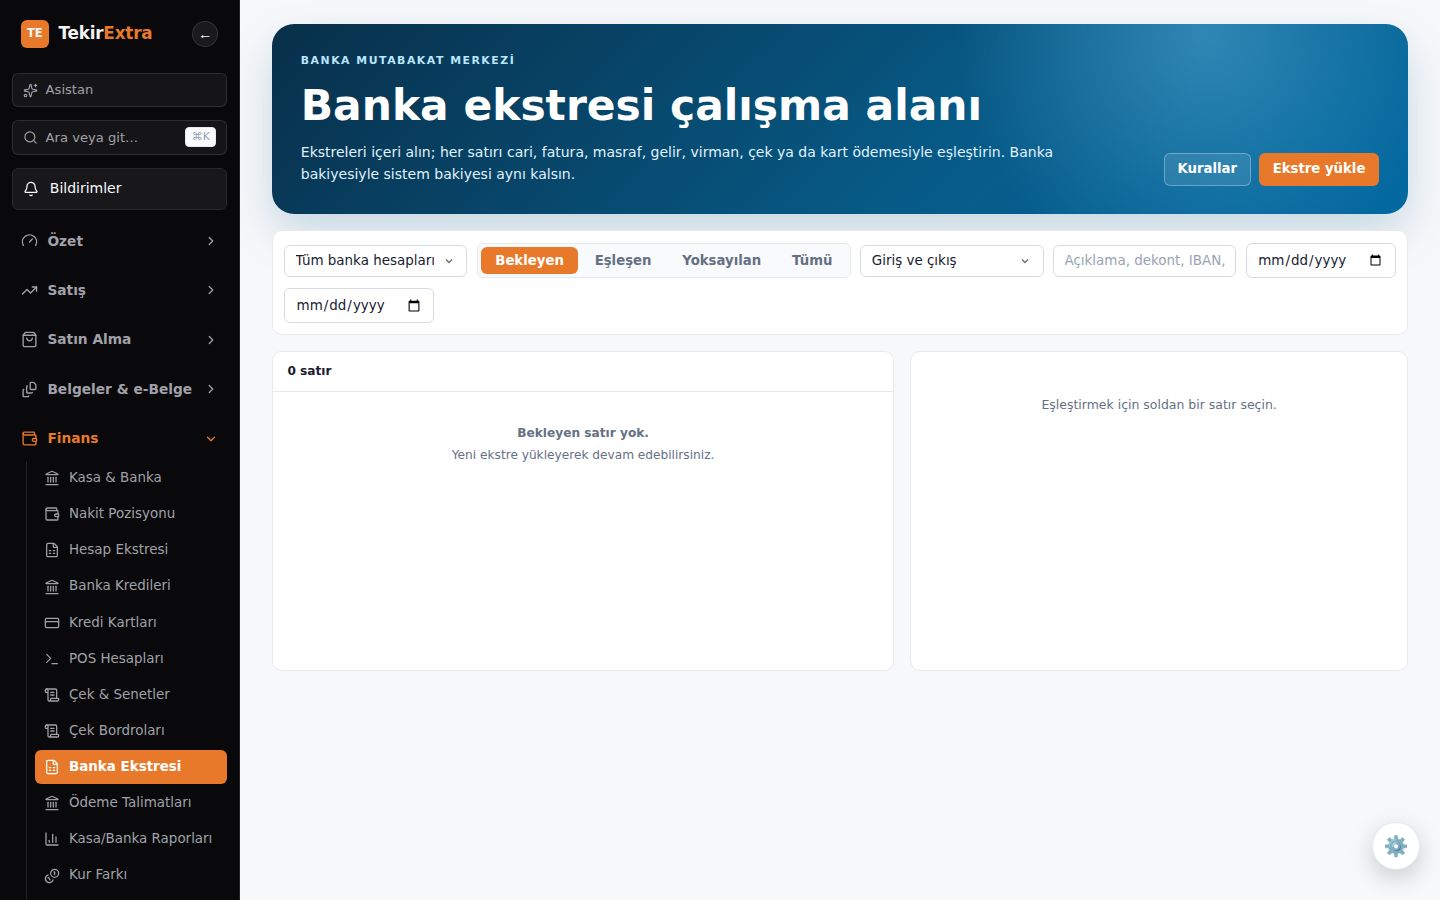 TE TekirExtra ←
Asistan
Ara veya git... ⌘K
Bildirimler
Özet
Satış
Satın Alma
Belgeler & e-Belge
Finans
Kasa & Banka
Nakit Pozisyonu
Hesap Ekstresi
Banka Kredileri
Kredi Kartları
POS Hesapları
Çek & Senetler
Çek Bordroları
Banka Ekstresi
Ödeme Talimatları
Kasa/Banka Raporları
Kur Farkı
BANKA MUTABAKAT MERKEZİ
Banka ekstresi çalışma alanı
Ekstreleri içeri alın; her satırı cari, fatura, masraf, gelir, virman, çek ya da kart ödemesiyle eşleştirin. Banka
bakiyesiyle sistem bakiyesi aynı kalsın.
Kurallar Ekstre yükle
Tüm banka hesapları Bekleyen Eşleşen Yoksayılan Tümü Giriş ve çıkış Açıklama, dekont, IBAN, mm/dd/yyyy
mm/dd/yyyy
0 satır
Bekleyen satır yok.
Yeni ekstre yükleyerek devam edebilirsiniz.
Eşleştirmek için soldan bir satır seçin.